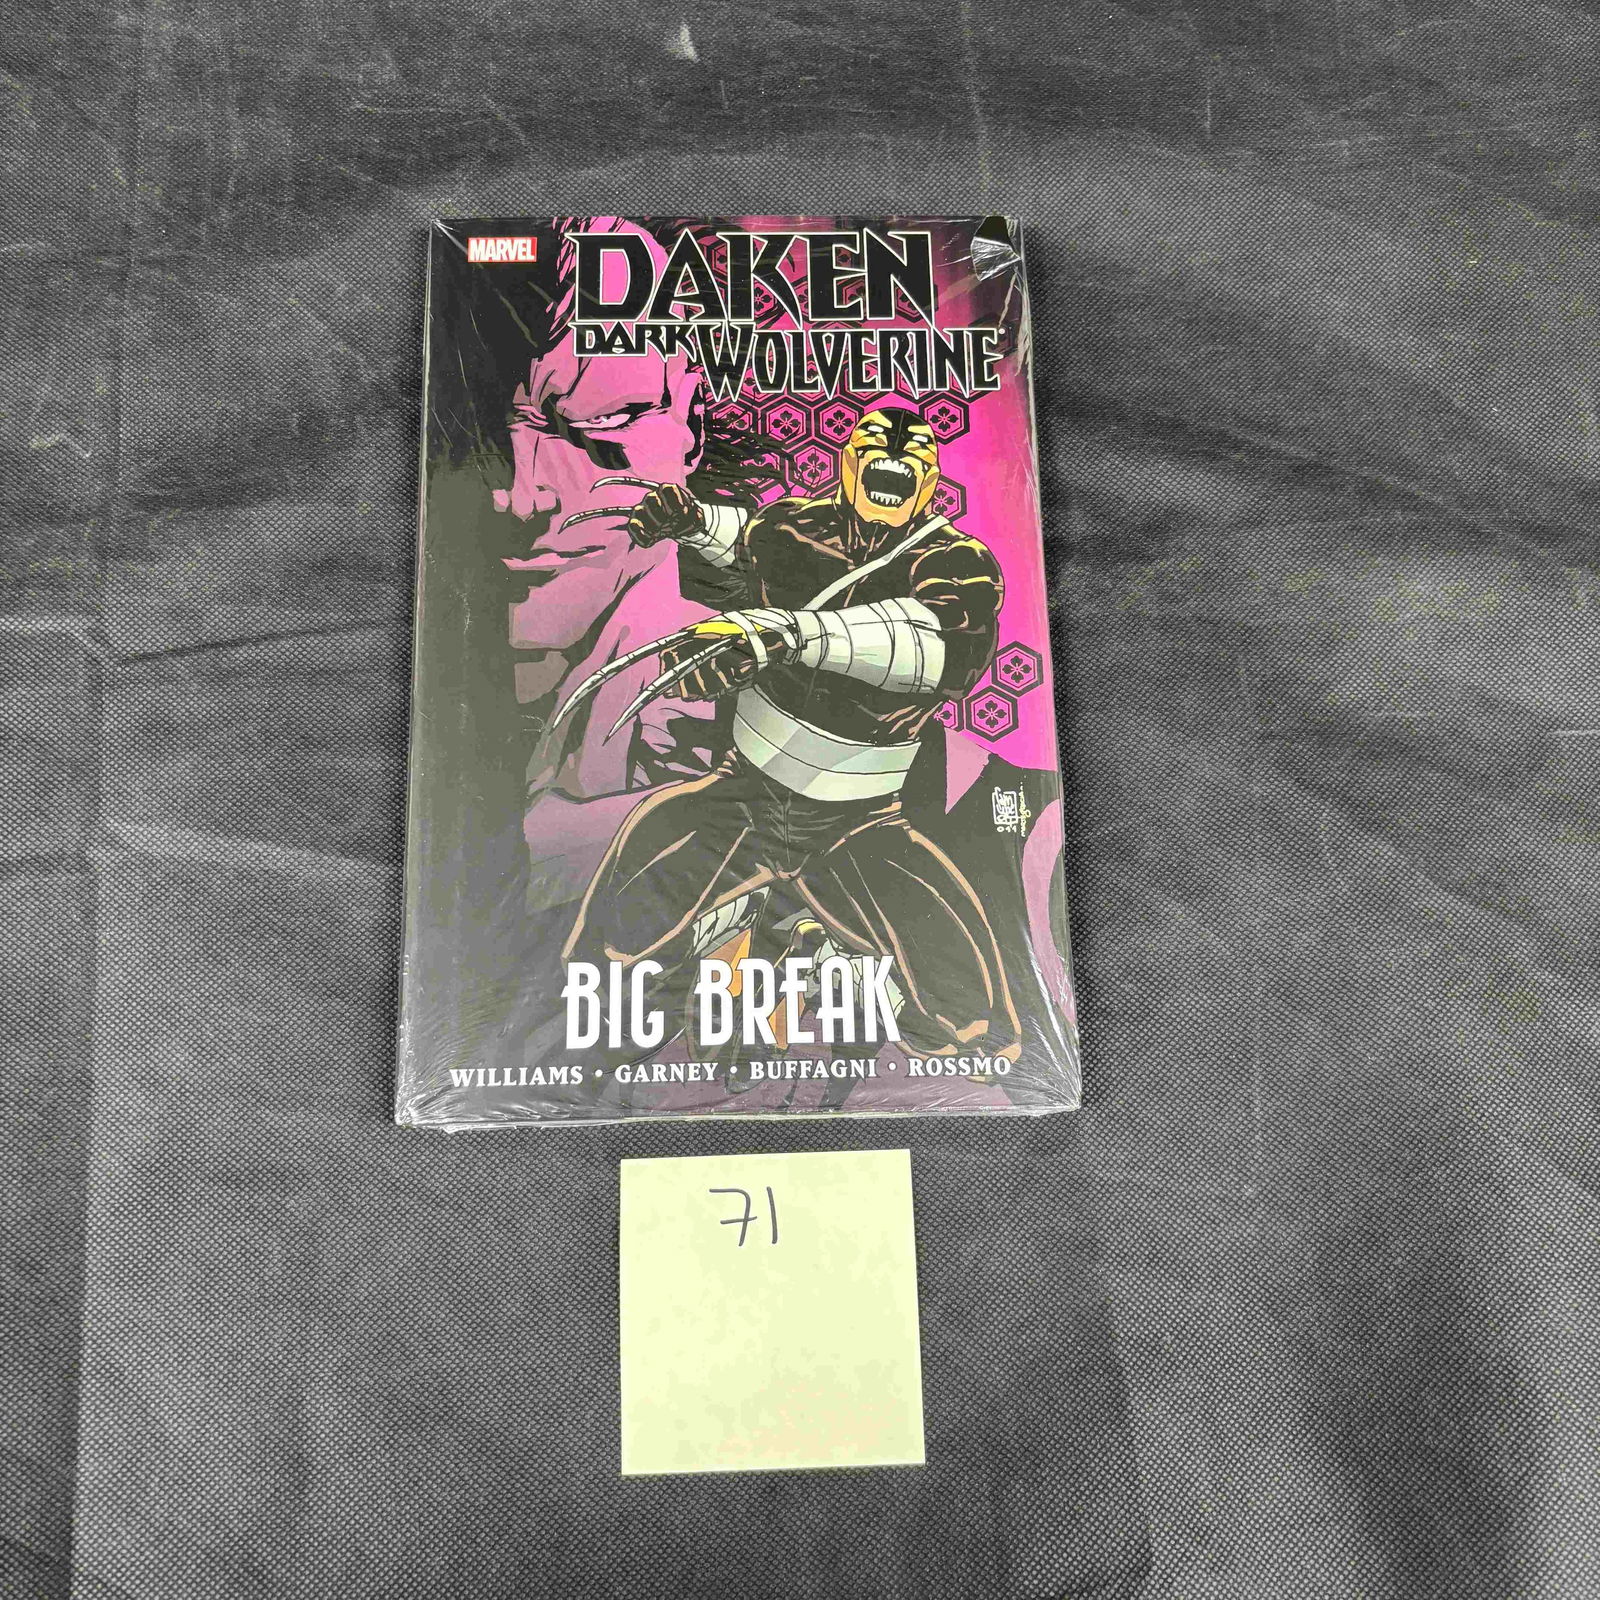 MARVEL
DAKEN
DARK WOLVERINE
BIG BREAK
WILLIAMS • GARNEY • BUFFAGNI • ROSSMO
71